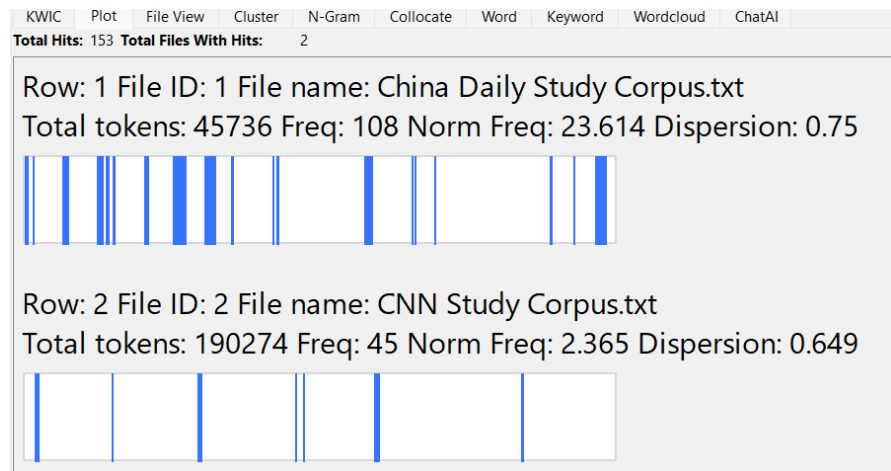 KWIC Plot File View Cluster N-Gram Collocate Word Keyword Wordcloud ChatAI
Total Hits: 153 Total Files With Hits: 2
Row: 1 File ID: 1 File name: China Daily Study Corpus.txt
Total tokens: 45736 Freq: 108 Norm Freq: 23.614 Dispersion: 0.75
Row: 2 File ID: 2 File name: CNN Study Corpus.txt
Total tokens: 190274 Freq: 45 Norm Freq: 2.365 Dispersion: 0.649